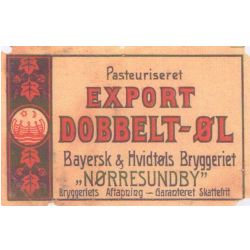 Pasteuriseret
EXPORT
DOBBELT-ØL
Bayersk & Hvidtøls Bryggeriet
„NØRRESUNDBY”
Bryggeriets Aftapning – Garanteret Skattefrit